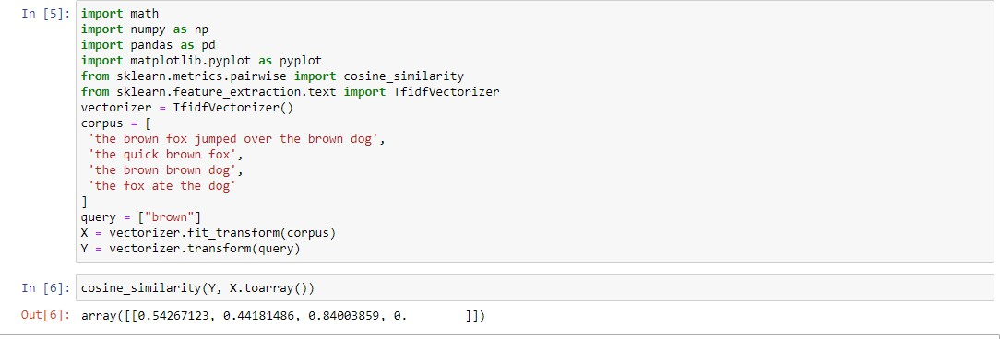 In [5]: import math
import numpy as np
import pandas as pd
import matplotlib.pyplot as pyplot
from sklearn.metrics.pairwise import cosine_similarity
from sklearn.feature_extraction.text import TfidfVectorizer
vectorizer = TfidfVectorizer()
corpus = [
 'the brown fox jumped over the brown dog',
 'the quick brown fox',
 'the brown brown dog',
 'the fox ate the dog'
]
query = ["brown"]
X = vectorizer.fit_transform(corpus)
Y = vectorizer.transform(query)
In [6]: cosine_similarity(Y, X.toarray())
Out[6]: array([[0.54267123, 0.44181486, 0.84003859, 0.        ]])